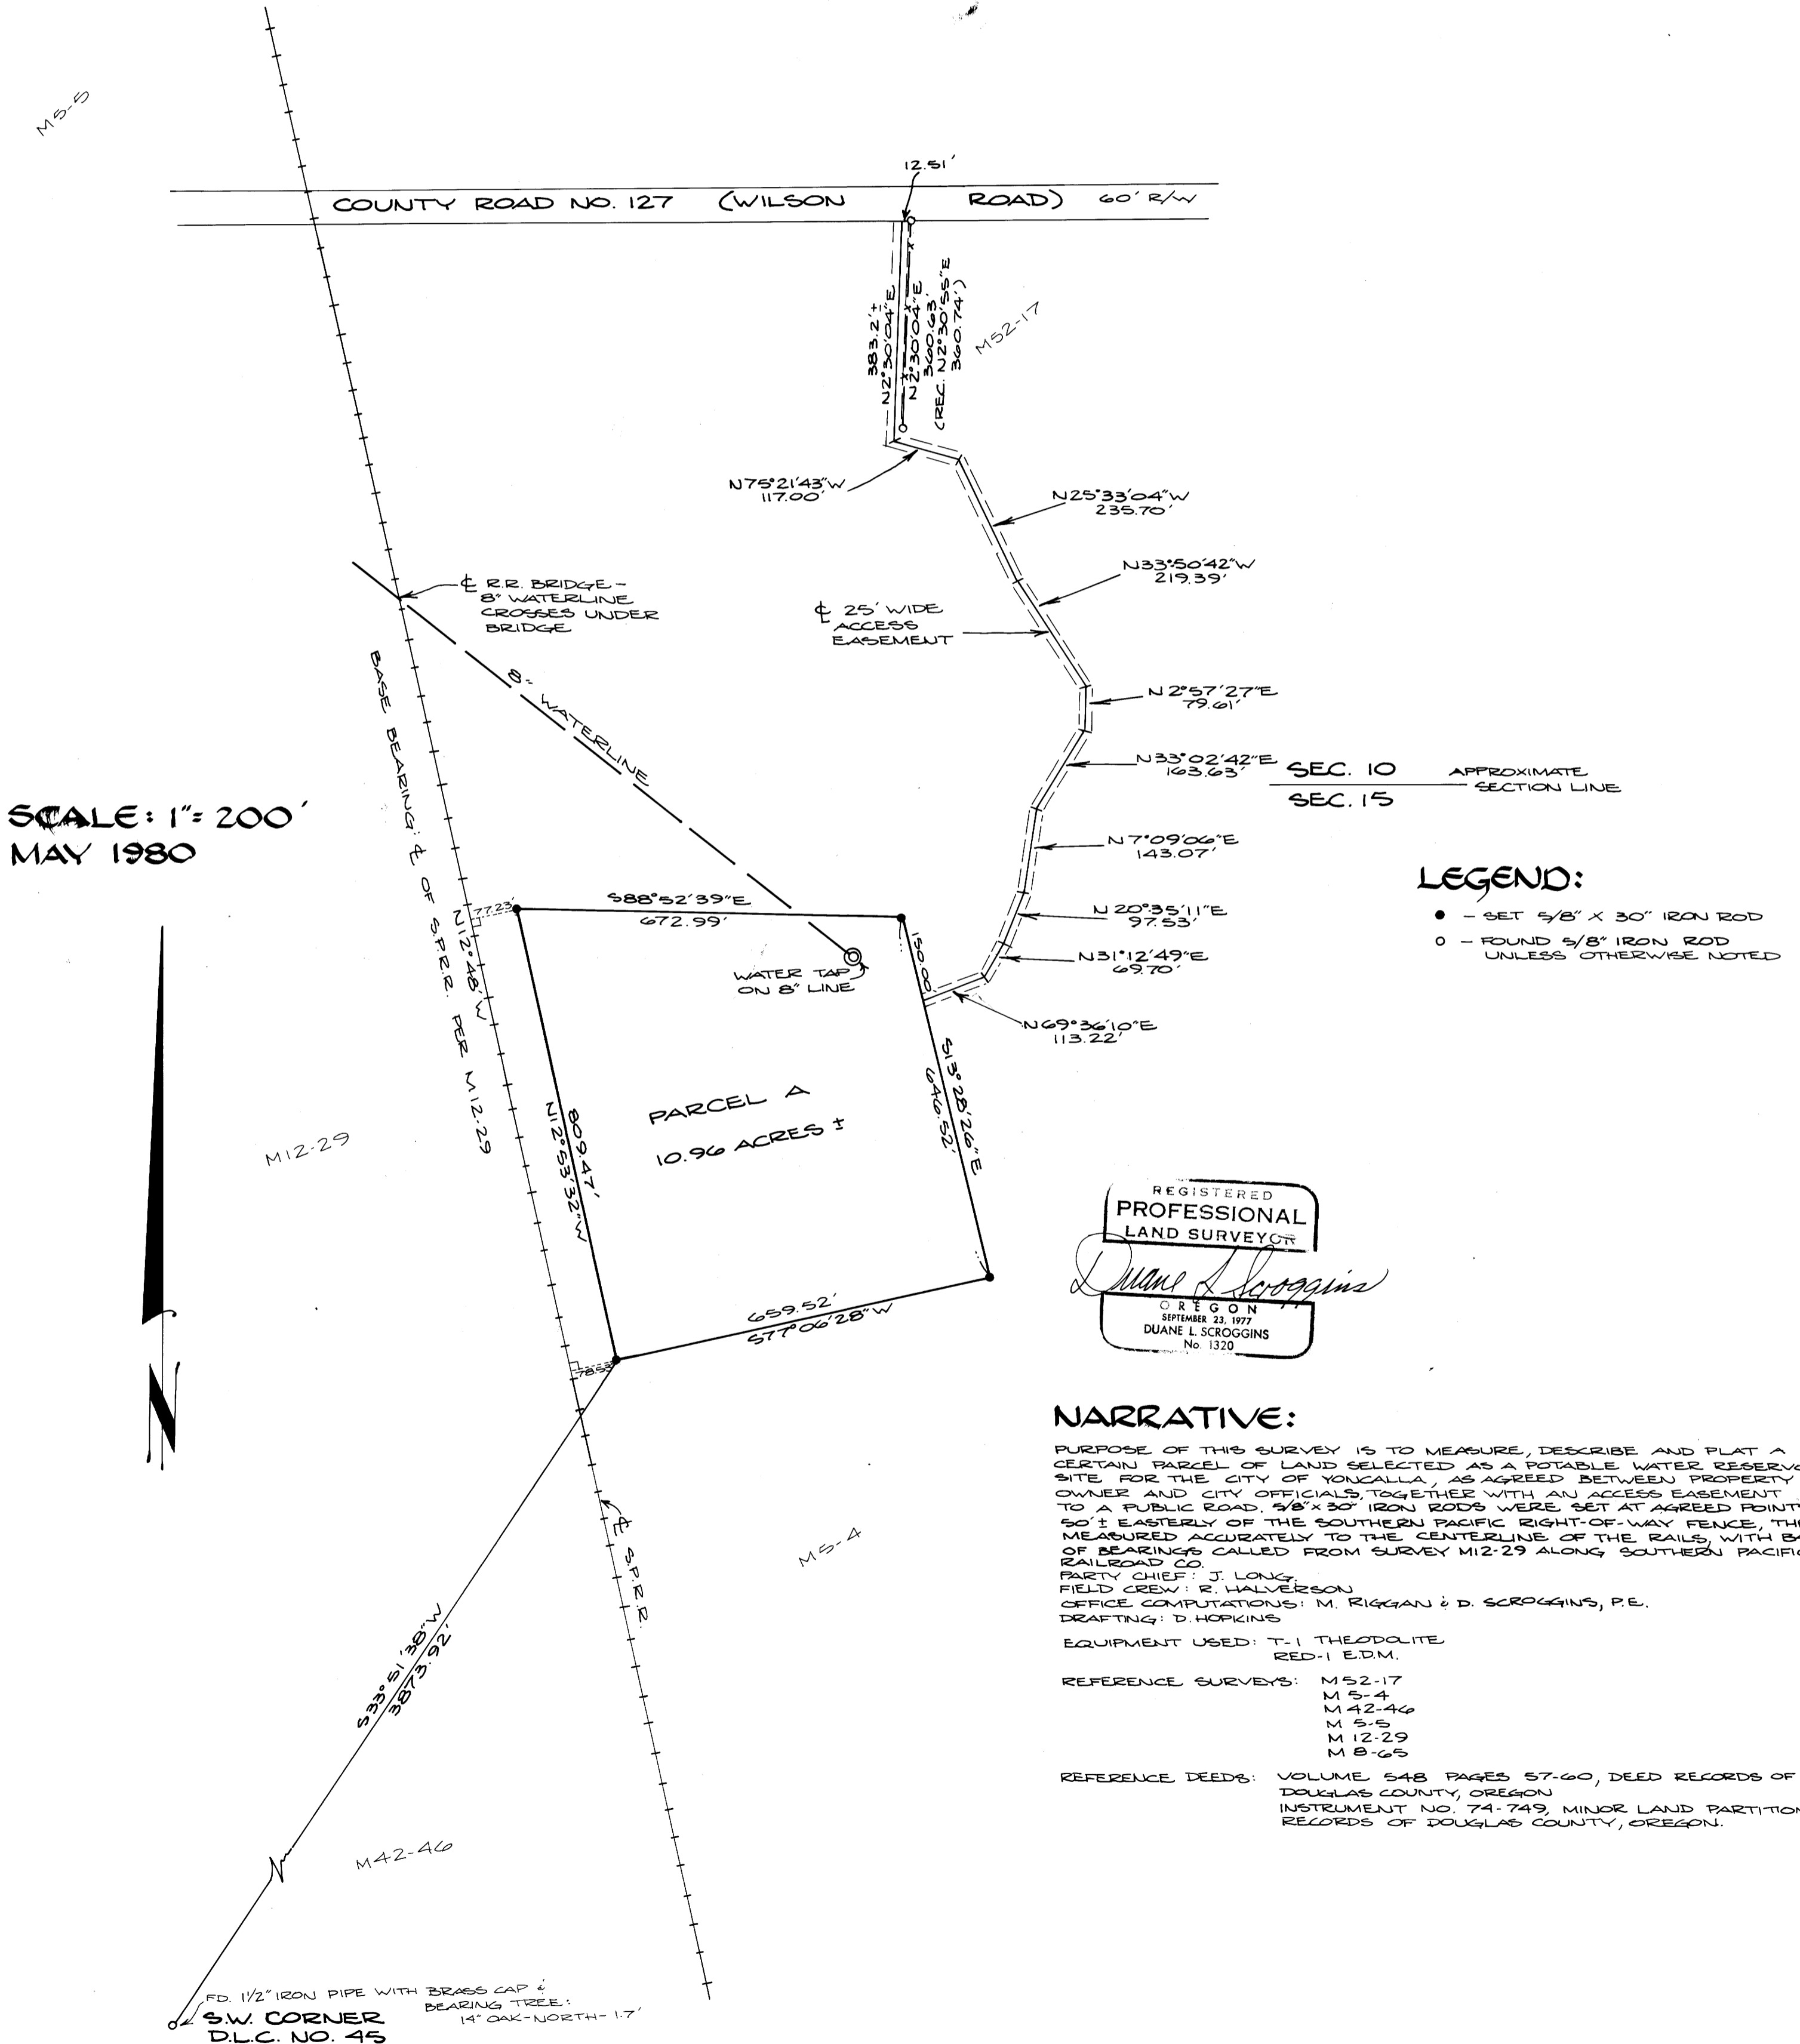 M5-5
12.51'
COUNTY ROAD NO. 127 (WILSON ROAD) 60' R/W
383.2'±
N2°30'04"E
N2°30'04"E
360.63'
(REC. N2°30'55"E
360.74')
M52-17
N75°21'43"W
117.00'
N25°33'04"W
235.70'
N33°50'42"W
219.39'
℄ R.R. BRIDGE -
8" WATERLINE
CROSSES UNDER
BRIDGE
℄ 25' WIDE
ACCESS
EASEMENT
8" WATERLINE
N2°57'27"E
79.61'
N33°02'42"E
163.63'
SEC. 10
SEC. 15
APPROXIMATE
SECTION LINE
SCALE: 1"= 200'
MAY 1980
BASE BEARING: ℄ OF S.P.R.R. PER M12-29
N12°48'W
N7°09'06"E
143.07'
LEGEND:
● - SET 5/8" X 30" IRON ROD
○ - FOUND 5/8" IRON ROD
UNLESS OTHERWISE NOTED
77.23'
S88°52'39"E
672.99'
N20°35'11"E
97.53'
150.00'
N31°12'49"E
69.70'
WATER TAP
ON 8" LINE
N69°36'10"E
113.22'
S13°28'26"E
646.52'
PARCEL A
10.96 ACRES ±
809.47'
N12°53'32"W
M12-29
659.52'
S77°06'28"W
78.53'
REGISTERED
PROFESSIONAL
LAND SURVEYOR
Duane L Scroggins
OREGON
SEPTEMBER 23, 1977
DUANE L. SCROGGINS
No. 1320
N
NARRATIVE:
PURPOSE OF THIS SURVEY IS TO MEASURE, DESCRIBE AND PLAT A
CERTAIN PARCEL OF LAND SELECTED AS A POTABLE WATER RESERVO
SITE FOR THE CITY OF YONCALLA, AS AGREED BETWEEN PROPERTY
OWNER AND CITY OFFICIALS, TOGETHER WITH AN ACCESS EASEMENT
TO A PUBLIC ROAD. 5/8" x 30" IRON RODS WERE SET AT AGREED POINT
50'± EASTERLY OF THE SOUTHERN PACIFIC RIGHT-OF-WAY FENCE, THE
MEASURED ACCURATELY TO THE CENTERLINE OF THE RAILS, WITH BA
OF BEARINGS CALLED FROM SURVEY M12-29 ALONG SOUTHERN PACIFIC
RAILROAD CO.
PARTY CHIEF: J. LONG
FIELD CREW: R. HALVERSON
OFFICE COMPUTATIONS: M. RIGGAN & D. SCROGGINS, P.E.
DRAFTING: D. HOPKINS
EQUIPMENT USED: T-1 THEODOLITE
RED-1 E.D.M.
REFERENCE SURVEYS: M52-17
M 5-4
M 42-46
M 5-5
M 12-29
M 8-65
REFERENCE DEEDS: VOLUME 548 PAGES 57-60, DEED RECORDS OF
DOUGLAS COUNTY, OREGON
INSTRUMENT NO. 74-749, MINOR LAND PARTITION
RECORDS OF DOUGLAS COUNTY, OREGON.
M5-4
℄ S.P.R.R.
S33°51'38"W
3873.92'
M42-46
FD. 1 1/2" IRON PIPE WITH BRASS CAP &
BEARING TREE:
14" OAK-NORTH-1.7'
S.W. CORNER
D.L.C. NO. 45